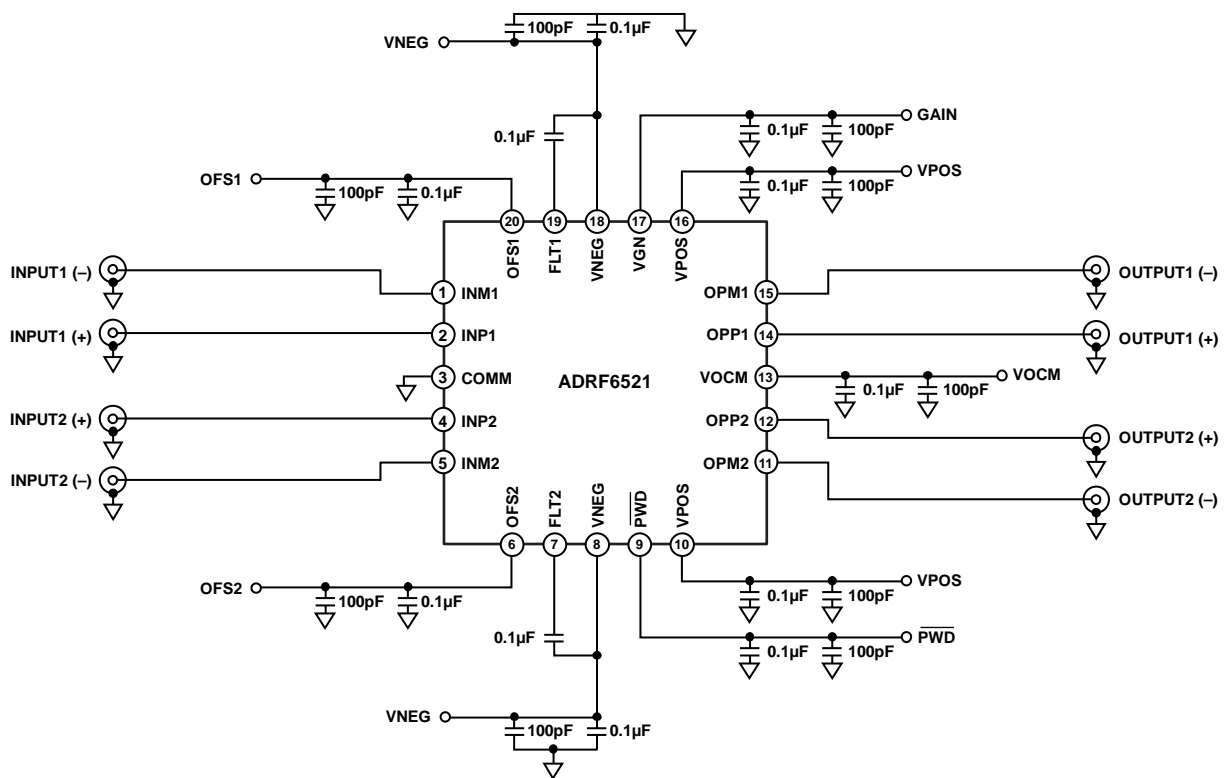 100pF 0.1µF
VNEG
0.1µF
0.1µF 100pF GAIN
OFS1 100pF 0.1µF
0.1µF 100pF VPOS
20 19 18 17 16
OFS1 FLT1 VNEG VGN VPOS
INPUT1 (–) 1 INM1 OPM1 15 OUTPUT1 (–)
INPUT1 (+) 2 INP1 OPP1 14 OUTPUT1 (+)
3 COMM ADRF6521 VOCM 13 0.1µF 100pF VOCM
INPUT2 (+) 4 INP2 OPP2 12 OUTPUT2 (+)
INPUT2 (–) 5 INM2 OPM2 11 OUTPUT2 (–)
OFS2 FLT2 VNEG PWD VPOS
6 7 8 9 10
OFS2 100pF 0.1µF
0.1µF 100pF VPOS
0.1µF
0.1µF 100pF PWD
VNEG 100pF 0.1µF